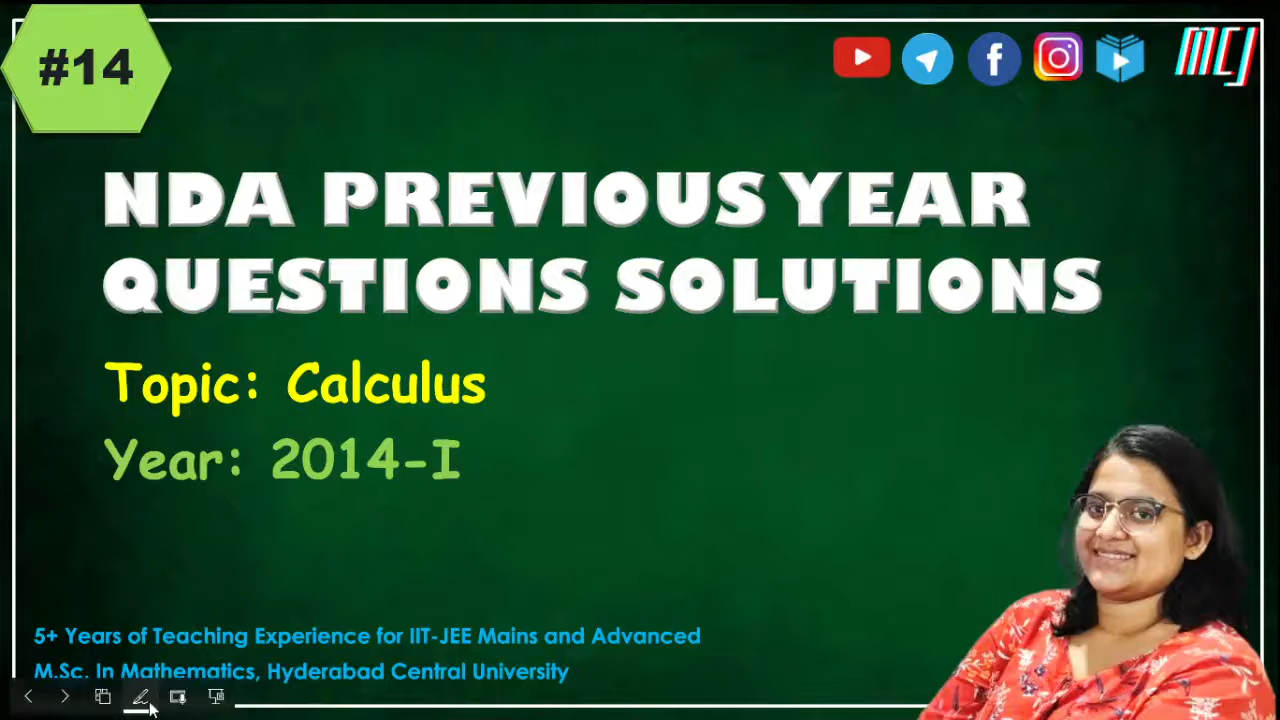 #14
MCJ
NDA PREVIOUS YEAR
QUESTIONS SOLUTIONS
Topic: Calculus
Year: 2014-I
5+ Years of Teaching Experience for IIT-JEE Mains and Advanced
M.Sc. In Mathematics, Hyderabad Central University